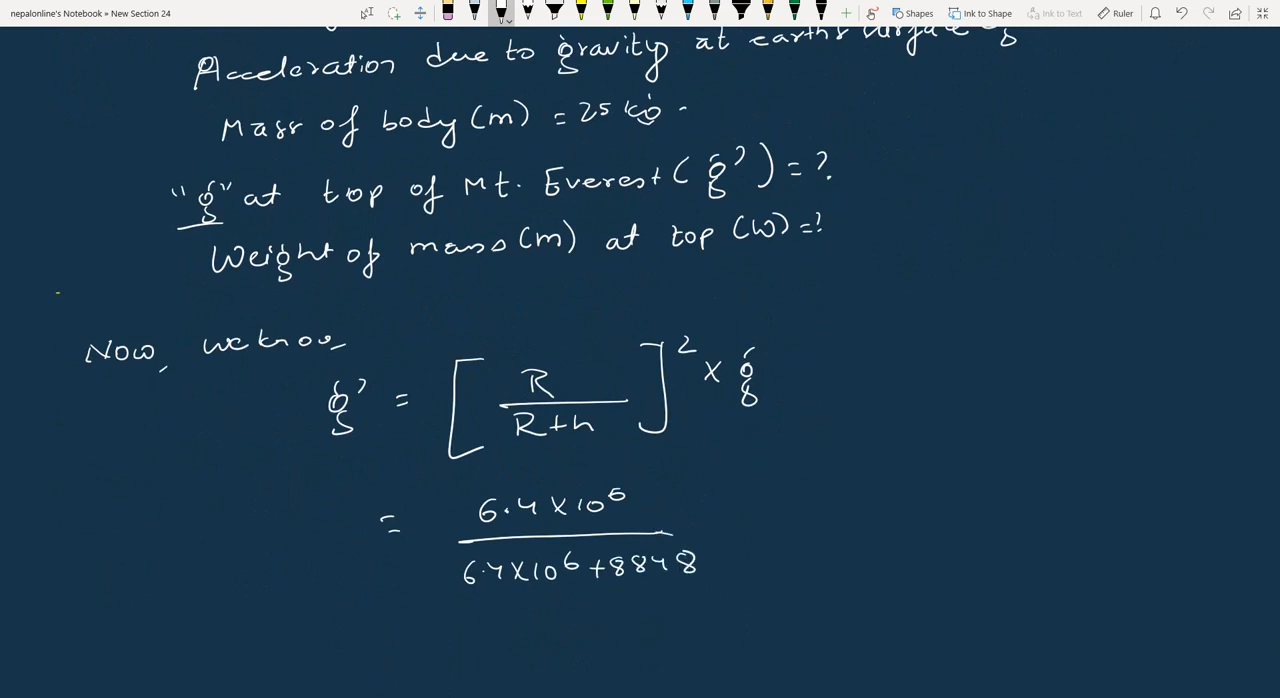 nepalonline's Notebook » New Section 24
Shapes Ink to Shape Ink to Text Ruler
Acceleration due to gravity at earth's surface
Mass of body (m) = 25 kg
"g" at top of Mt. Everest (g') = ?
Weight of mass (m) at top (W) = ?
Now, we know
g' = [R / R+h]² × g
= 6.4 × 10⁶
6.4 × 10⁶ + 8848